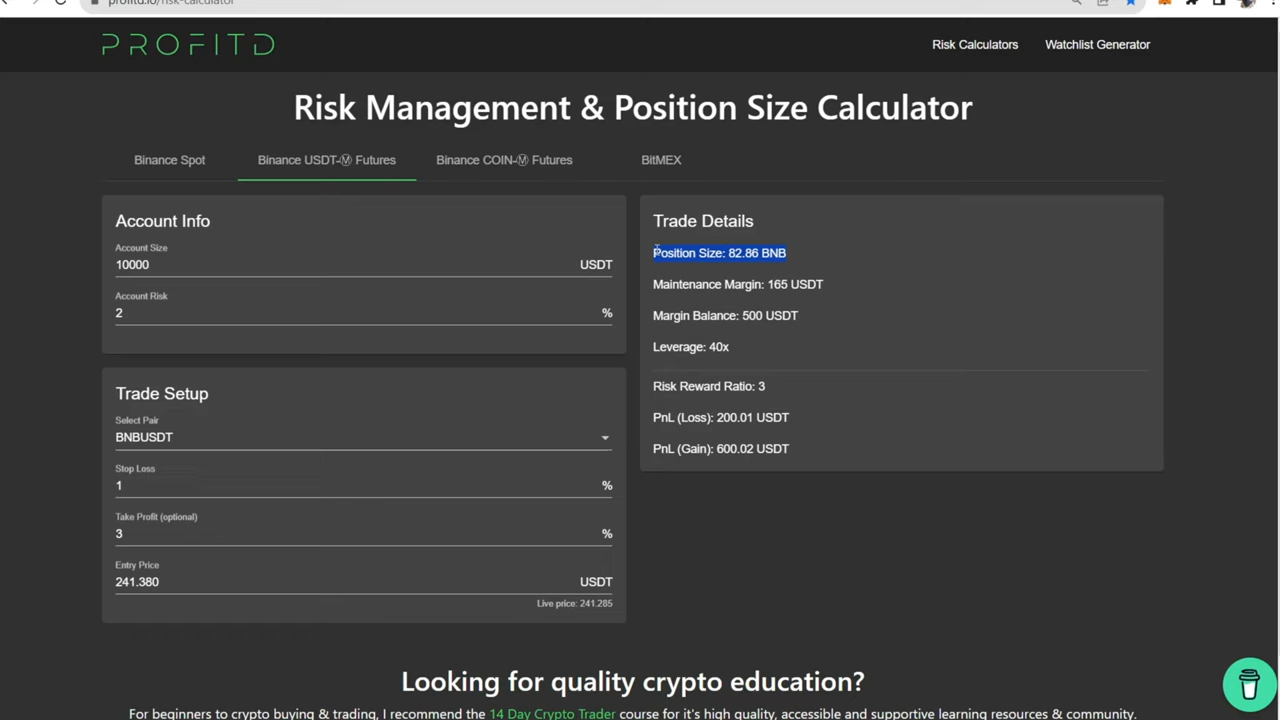 profitd.io/risk-calculator
PROFITD
Risk Calculators
Watchlist Generator
Risk Management & Position Size Calculator
Binance Spot
Binance USDT-Ⓜ Futures
Binance COIN-Ⓜ Futures
BitMEX
Account Info
Account Size
10000 USDT
Account Risk
2 %
Trade Setup
Select Pair
BNBUSDT
Stop Loss
1 %
Take Profit (optional)
3 %
Entry Price
241.380 USDT
Live price: 241.285
Trade Details
Position Size: 82.86 BNB
Maintenance Margin: 165 USDT
Margin Balance: 500 USDT
Leverage: 40x
Risk Reward Ratio: 3
PnL (Loss): 200.01 USDT
PnL (Gain): 600.02 USDT
Looking for quality crypto education?
For beginners to crypto buying & trading, I recommend the 14 Day Crypto Trader course for it's high quality, accessible and supportive learning resources & community.